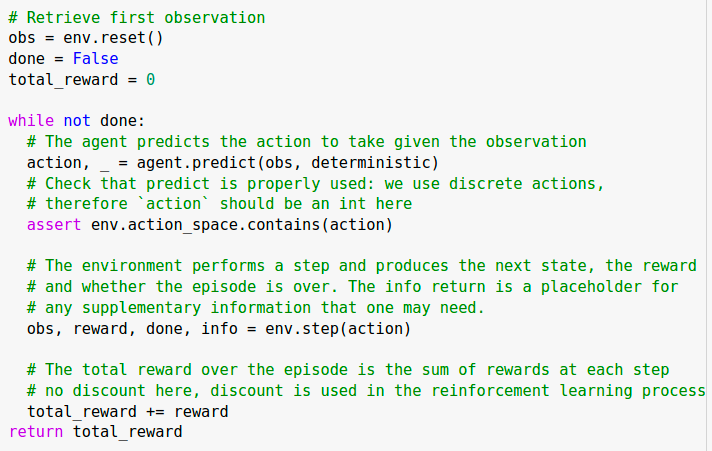 # Retrieve first observation
obs = env.reset()
done = False
total_reward = 0
while not done:
# The agent predicts the action to take given the observation
action, _ = agent.predict(obs, deterministic)
# Check that predict is properly used: we use discrete actions,
# therefore `action` should be an int here
assert env.action_space.contains(action)
# The environment performs a step and produces the next state, the reward
# and whether the episode is over. The info return is a placeholder for
# any supplementary information that one may need.
obs, reward, done, info = env.step(action)
# The total reward over the episode is the sum of rewards at each step
# no discount here, discount is used in the reinforcement learning process
total_reward += reward
return total_reward